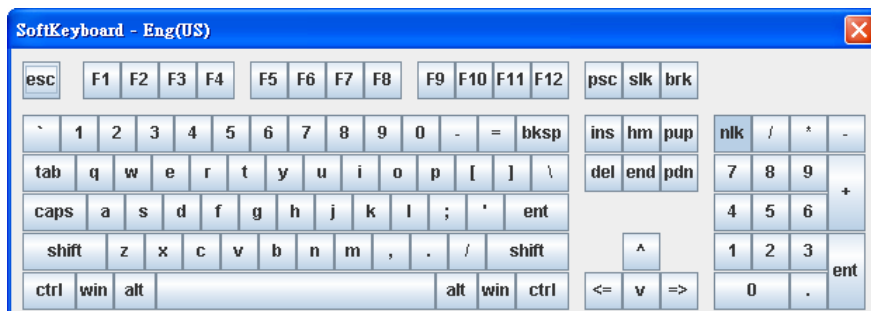 SoftKeyboard - Eng(US)
esc F1 F2 F3 F4 F5 F6 F7 F8 F9 F10 F11 F12 psc slk brk
` 1 2 3 4 5 6 7 8 9 0 - = bksp ins hm pup nlk / * -
tab q w e r t y u i o p [ ] \ del end pdn 7 8 9 +
caps a s d f g h j k l ; ' ent 4 5 6
shift z x c v b n m , . / shift ^ 1 2 3 ent
ctrl win alt alt win ctrl <= v => 0 .